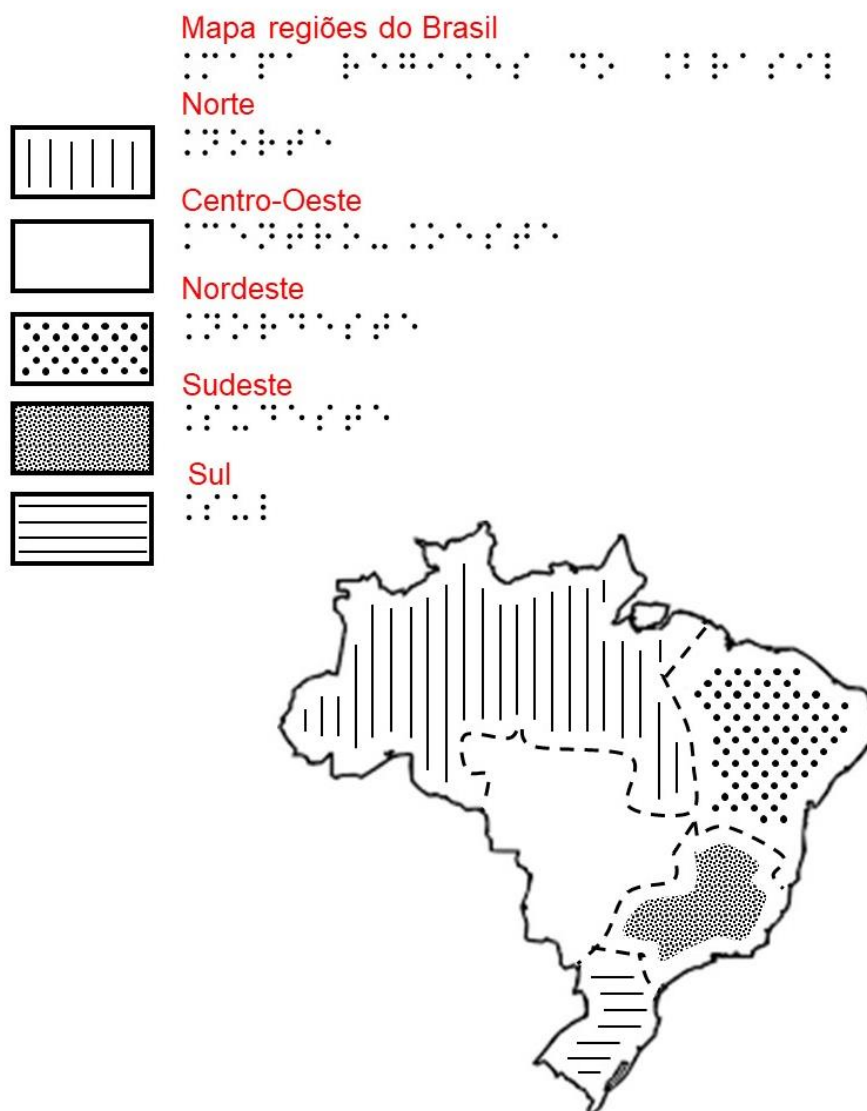 Mapa regiões do Brasil
⠨⠍⠁⠏⠁ ⠗⠑⠛⠊⠪⠑⠎ ⠙⠕ ⠨⠃⠗⠁⠎⠊⠇
Norte
⠨⠝⠕⠗⠞⠑
Centro-Oeste
⠨⠉⠑⠝⠞⠗⠕⠤⠨⠕⠑⠎⠞⠑
Nordeste
⠨⠝⠕⠗⠙⠑⠎⠞⠑
Sudeste
⠨⠎⠥⠙⠑⠎⠞⠑
Sul
⠨⠎⠥⠇